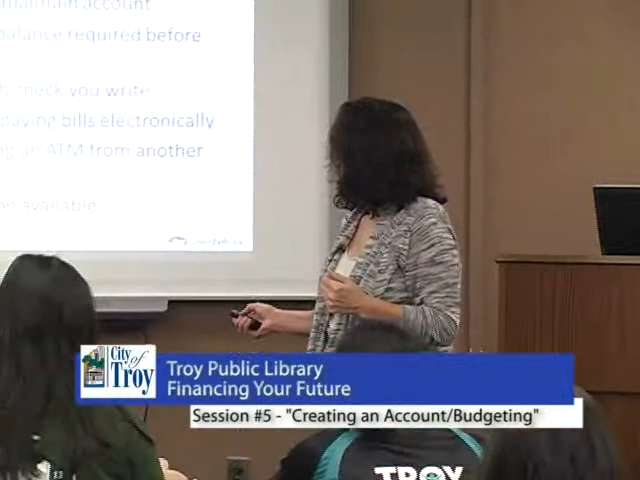 maintain account
balance required before
check you write
paying bills electronically
an ATM from another
available
City of
Troy
Troy Public Library
Financing Your Future
Session #5 - "Creating an Account/Budgeting"
TROY